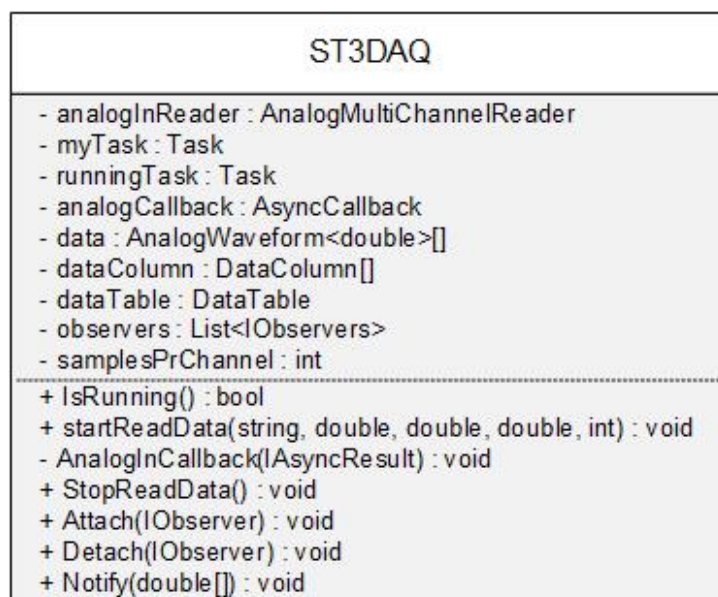 ST3DAQ
- analogInReader : AnalogMultiChannelReader
- myTask : Task
- runningTask : Task
- analogCallback : AsyncCallback
- data : AnalogWaveform<double>[]
- dataColumn : DataColumn[]
- dataTable : DataTable
- observers : List<IObservers>
- samplesPrChannel : int
+ IsRunning() : bool
+ startReadData(string, double, double, double, int) : void
- AnalogInCallback(IAsyncResult) : void
+ StopReadData() : void
+ Attach(IObserver) : void
+ Detach(IObserver) : void
+ Notify(double[]) : void